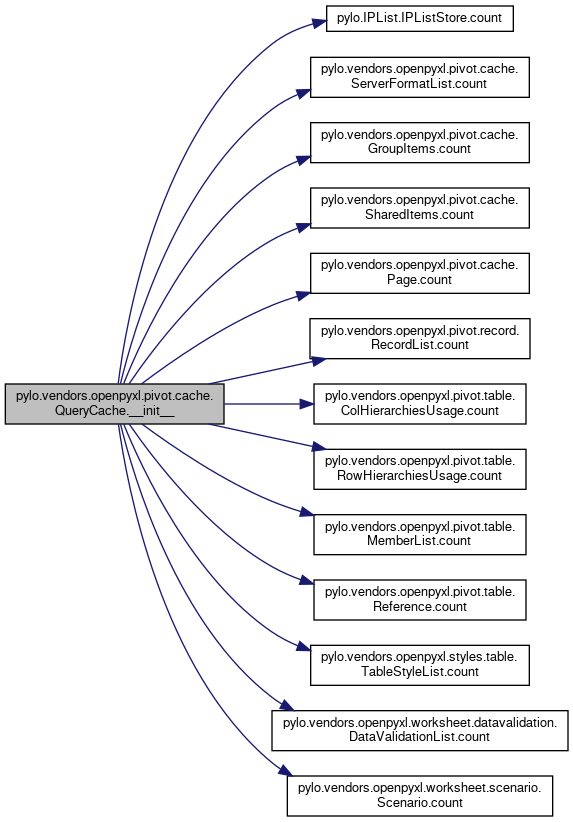 pylo.IPList.IPListStore.count
pylo.vendors.openpyxl.pivot.cache.
ServerFormatList.count
pylo.vendors.openpyxl.pivot.cache.
GroupItems.count
pylo.vendors.openpyxl.pivot.cache.
SharedItems.count
pylo.vendors.openpyxl.pivot.cache.
Page.count
pylo.vendors.openpyxl.pivot.record.
RecordList.count
pylo.vendors.openpyxl.pivot.cache.
QueryCache.__init__
pylo.vendors.openpyxl.pivot.table.
ColHierarchiesUsage.count
pylo.vendors.openpyxl.pivot.table.
RowHierarchiesUsage.count
pylo.vendors.openpyxl.pivot.table.
MemberList.count
pylo.vendors.openpyxl.pivot.table.
Reference.count
pylo.vendors.openpyxl.styles.table.
TableStyleList.count
pylo.vendors.openpyxl.worksheet.datavalidation.
DataValidationList.count
pylo.vendors.openpyxl.worksheet.scenario.
Scenario.count